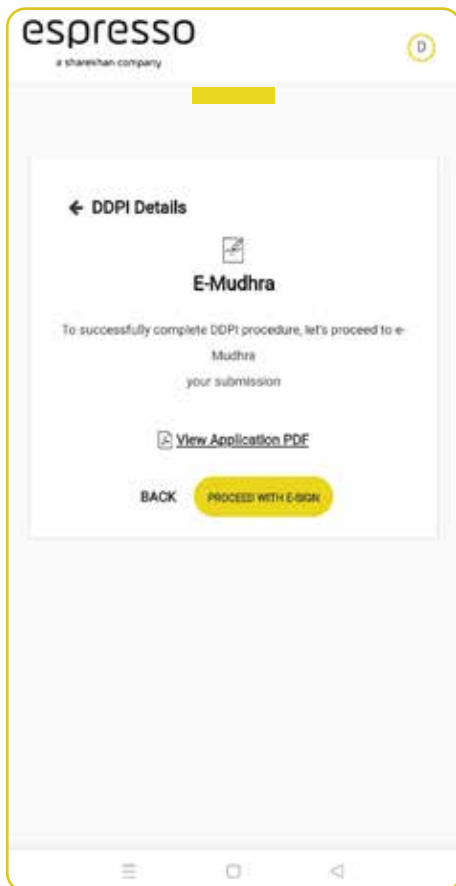 espresso
a sharekhan company
D
DDPI Details
E-Mudhra
To successfully complete DDPI procedure, let's proceed to e-
Mudhra
your submission
View Application PDF
BACK PROCEED WITH E-SIGN